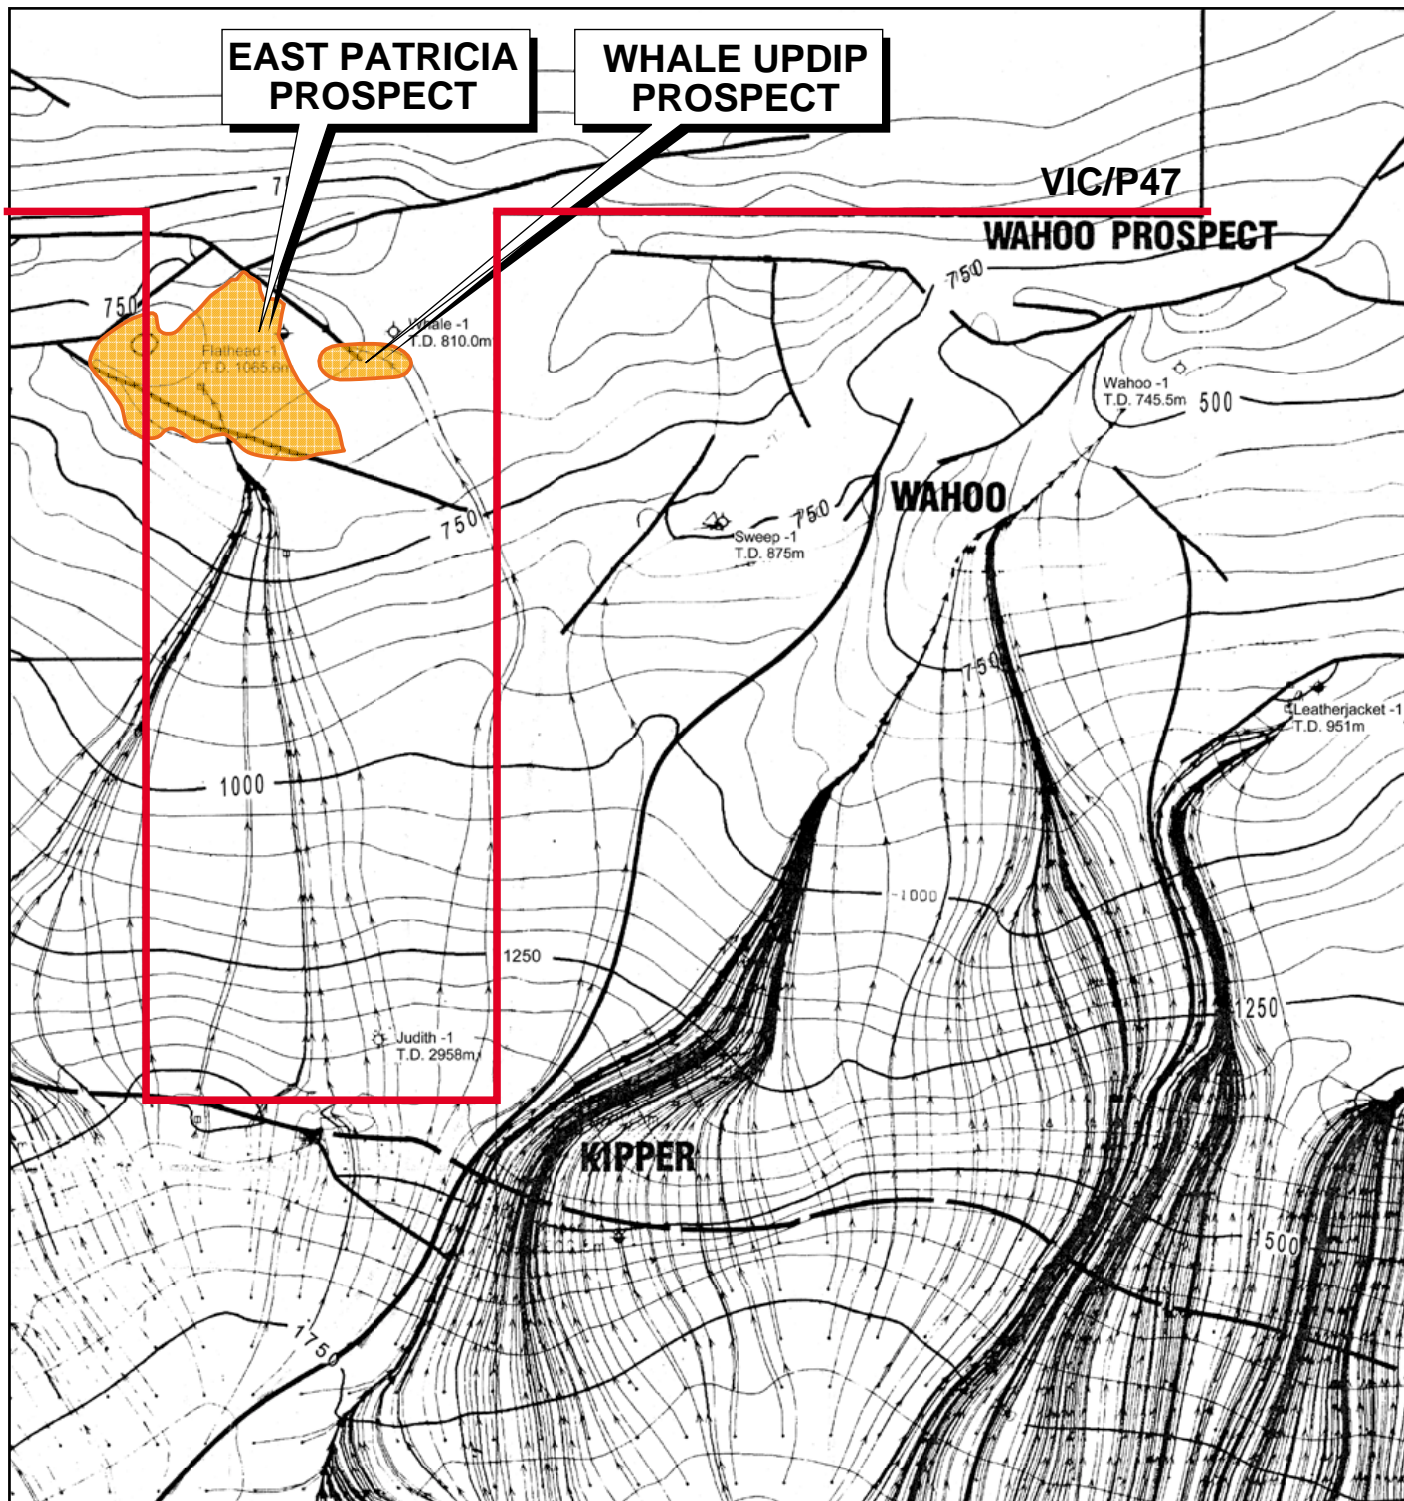 EAST PATRICIA
PROSPECT
WHALE UPDIP
PROSPECT
VIC/P47
WAHOO PROSPECT
750
750
Whale -1
T.D. 810.0m
Flathead -1
T.D. 1065.6m
Wahoo -1
T.D. 745.5m
500
WAHOO
750
750
Sweep -1
T.D. 875m
750
Leatherjacket -1
T.D. 951m
1000
-1000
1250
1250
Judith -1
T.D. 2958m
KIPPER
1500
1750